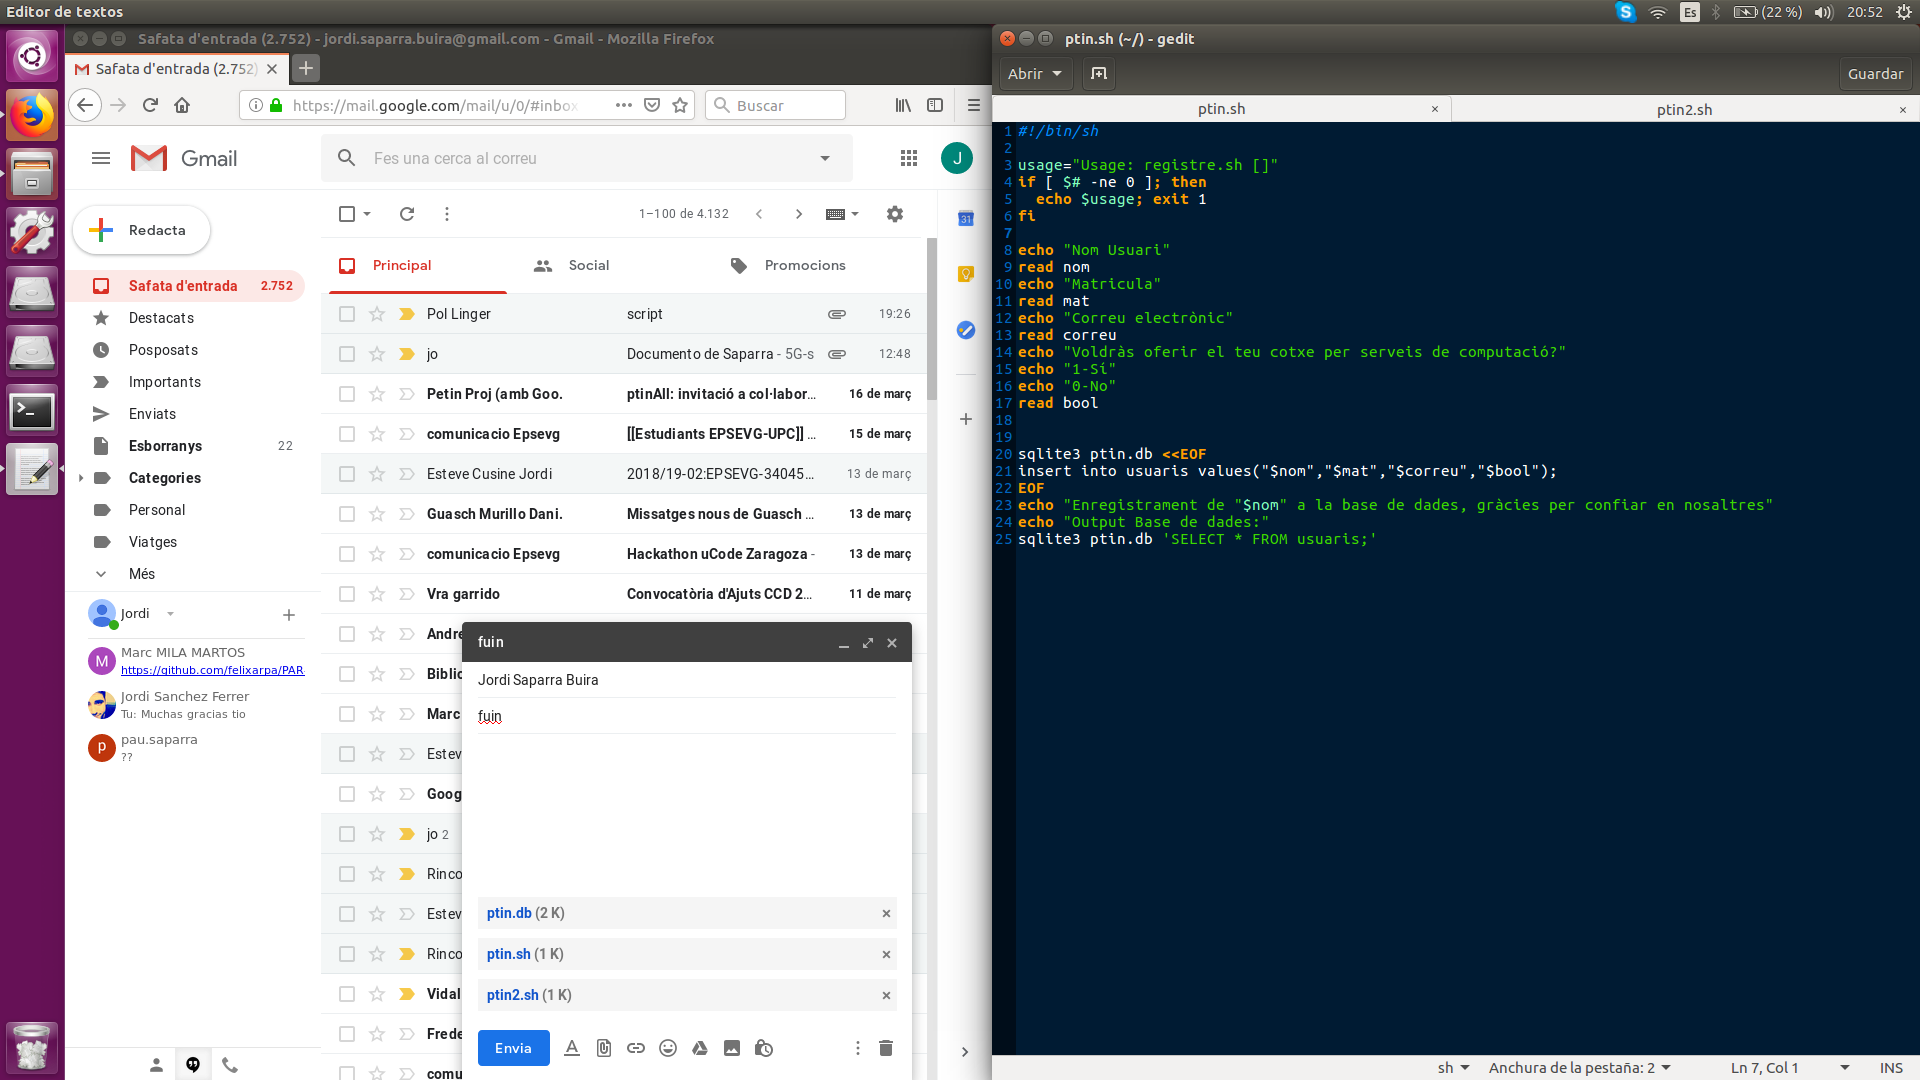 Editor de textos
Es
(22 %)
20:52
Safata d'entrada (2.752) - jordi.saparra.buira@gmail.com - Gmail - Mozilla Firefox
Safata d'entrada (2.752)
https://mail.google.com/mail/u/0/#inbox
Buscar
Gmail
Fes una cerca al correu
J
Redacta
1–100 de 4.132
31
Safata d'entrada 2.752
Destacats
Posposats
Importants
Enviats
Esborranys 22
Categories
Personal
Viatges
Més
Jordi
M
Marc MILA MARTOS
https://github.com/felixarpa/PAR-
Jordi Sanchez Ferrer
Tu: Muchas gracias tio
p
pau.saparra
??
Principal
Social
Promocions
Pol Linger script 19:26
jo Documento de Saparra - 5G-s 12:48
Petin Proj (amb Goo. ptinAll: invitació a col·labor… 16 de març
comunicacio Epsevg [[Estudiants EPSEVG-UPC]] … 15 de març
Esteve Cusine Jordi 2018/19-02:EPSEVG-34045… 13 de març
Guasch Murillo Dani. Missatges nous de Guasch … 13 de març
comunicacio Epsevg Hackathon uCode Zaragoza - 13 de març
Vra garrido Convocatòria d'Ajuts CCD 2… 11 de març
Andre
Biblio
Marc
Estev
Goog
jo 2
Rinco
Estev
Rinco
Vidal
Frede
comu
fuin
Jordi Saparra Buira
fuin
ptin.db (2 K)
ptin.sh (1 K)
ptin2.sh (1 K)
Envia
ptin.sh (~/) - gedit
Abrir
Guardar
ptin.sh
ptin2.sh
1 #!/bin/sh
2
3 usage="Usage: registre.sh []"
4 if [ $# -ne 0 ]; then
5   echo $usage; exit 1
6 fi
7
8 echo "Nom Usuari"
9 read nom
10 echo "Matricula"
11 read mat
12 echo "Correu electrònic"
13 read correu
14 echo "Voldràs oferir el teu cotxe per serveis de computació?"
15 echo "1-Sí"
16 echo "0-No"
17 read bool
18
19
20 sqlite3 ptin.db <<EOF
21 insert into usuaris values("$nom","$mat","$correu","$bool");
22 EOF
23 echo "Enregistrament de "$nom" a la base de dades, gràcies per confiar en nosaltres"
24 echo "Output Base de dades:"
25 sqlite3 ptin.db 'SELECT * FROM usuaris;'
sh
Anchura de la pestaña: 2
Ln 7, Col 1
INS